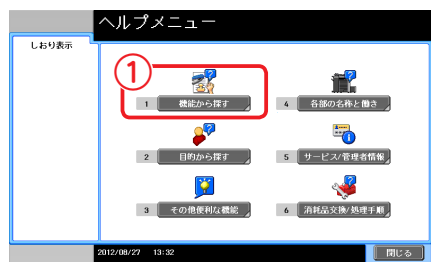 ヘルプメニュー
しおり表示
①
1 機能から探す
4 各部の名称と働き
2 目的から探す
5 サービス/管理者情報
3 その他便利な機能
6 消耗品交換/処理手順
2012/08/27 13:32
閉じる